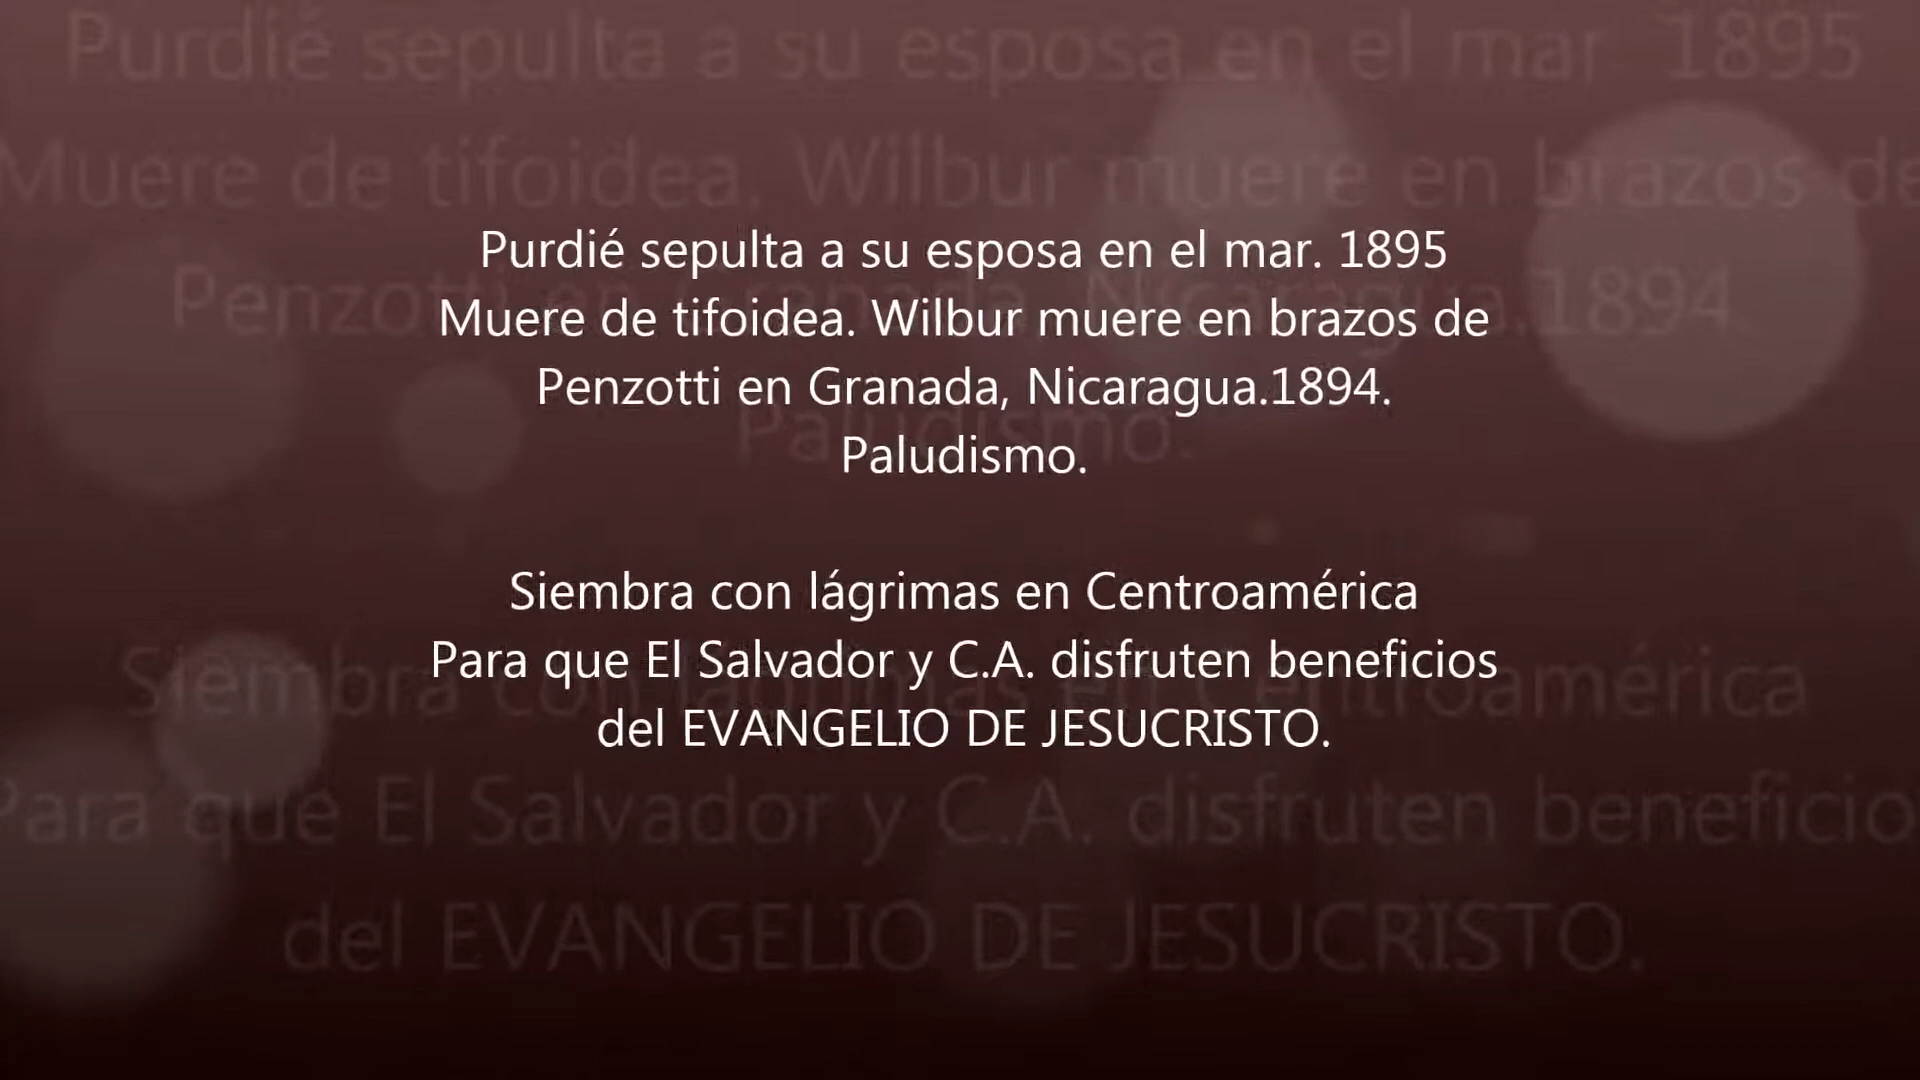 Purdié sepulta a su esposa en el mar. 1895
Muere de tifoidea. Wilbur muere en brazos de
Penzotti en Granada, Nicaragua.1894.
Paludismo.
Siembra con lágrimas en Centroamérica
Para que El Salvador y C.A. disfruten beneficios
del EVANGELIO DE JESUCRISTO.